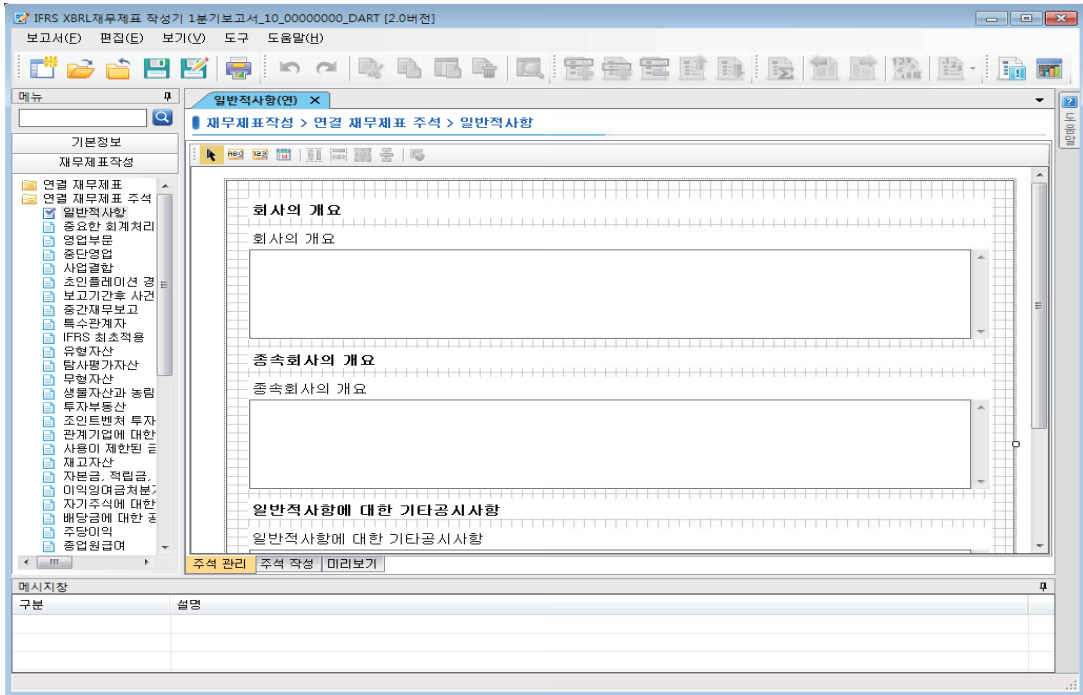 IFRS XBRL재무제표 작성기 1분기보고서_10_00000000_DART [2.0버전]
보고서(F) 편집(E) 보기(V) 도구 도움말(H)
메뉴
기본정보
재무제표작성
연결 재무제표
연결 재무제표 주석
일반적사항
중요한 회계처리
영업부문
중단영업
사업결합
초인플레이션 경
보고기간후 사건
중간재무보고
특수관계자
IFRS 최초적용
유형자산
탐사평가자산
무형자산
생물자산과 농림
투자부동산
조인트벤처 투자
관계기업에 대한
사용이 제한된 금
재고자산
자본금, 적립금,
이익잉여금처분
자기주식에 대한
배당금에 대한 공
주당이익
종업원급여
일반적사항(연)
재무제표작성 > 연결 재무제표 주석 > 일반적사항
ABC 123
회사의 개요
회사의 개요
종속회사의 개요
종속회사의 개요
일반적사항에 대한 기타공시사항
일반적사항에 대한 기타공시사항
주석 관리 주석 작성 미리보기
도움말
메시지창
구분 설명